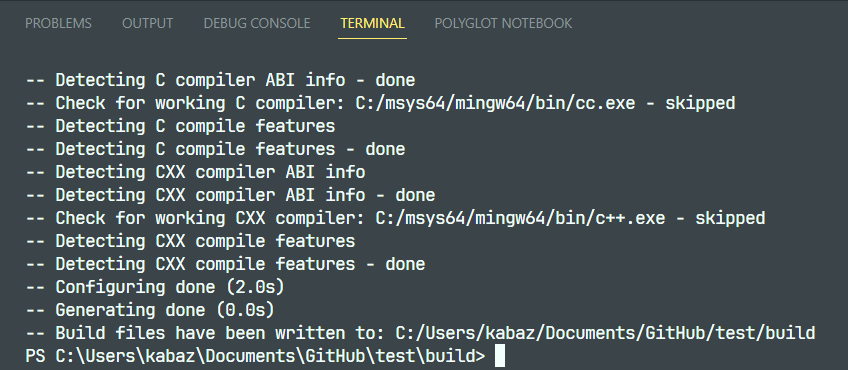 PROBLEMS OUTPUT DEBUG CONSOLE TERMINAL POLYGLOT NOTEBOOK
-- Detecting C compiler ABI info - done
-- Check for working C compiler: C:/msys64/mingw64/bin/cc.exe - skipped
-- Detecting C compile features
-- Detecting C compile features - done
-- Detecting CXX compiler ABI info
-- Detecting CXX compiler ABI info - done
-- Check for working CXX compiler: C:/msys64/mingw64/bin/c++.exe - skipped
-- Detecting CXX compile features
-- Detecting CXX compile features - done
-- Configuring done (2.0s)
-- Generating done (0.0s)
-- Build files have been written to: C:/Users/kabaz/Documents/GitHub/test/build
PS C:\Users\kabaz\Documents\GitHub\test\build>